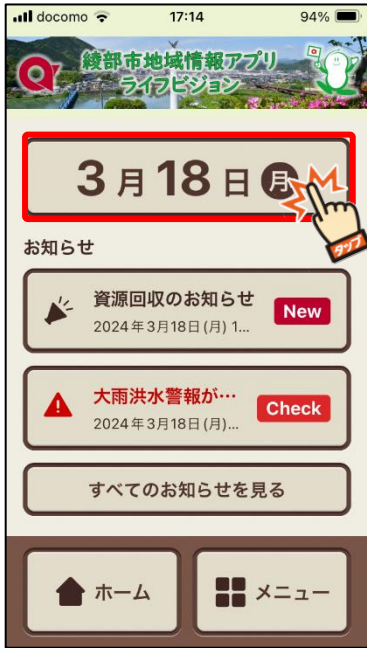 docomo 17:14 94%
綾部市地域情報アプリ
ライフビジョン
3月18日 月
タップ
お知らせ
資源回収のお知らせ
2024年3月18日(月) 1...
New
大雨洪水警報が…
2024年3月18日(月)...
Check
すべてのお知らせを見る
ホーム
メニュー